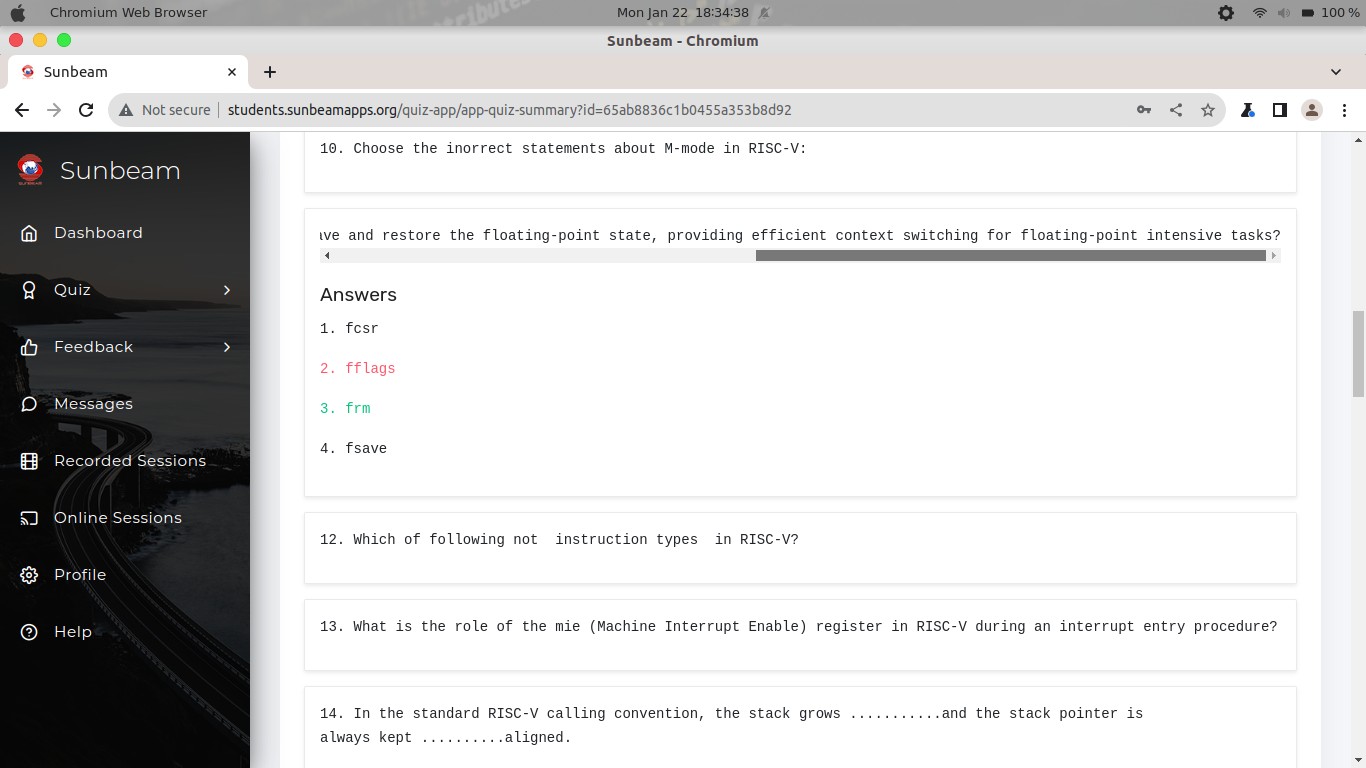 Chromium Web Browser
Mon Jan 22 18:34:38
100 %
Sunbeam - Chromium
Sunbeam
Not secure
students.sunbeamapps.org/quiz-app/app-quiz-summary?id=65ab8836c1b0455a353b8d92
Sunbeam
Dashboard
Quiz
Feedback
Messages
Recorded Sessions
Online Sessions
Profile
Help
10. Choose the inorrect statements about M-mode in RISC-V:
ve and restore the floating-point state, providing efficient context switching for floating-point intensive tasks?
Answers
1. fcsr
2. fflags
3. frm
4. fsave
12. Which of following not  instruction types  in RISC-V?
13. What is the role of the mie (Machine Interrupt Enable) register in RISC-V during an interrupt entry procedure?
14. In the standard RISC-V calling convention, the stack grows ...........and the stack pointer is
always kept ..........aligned.